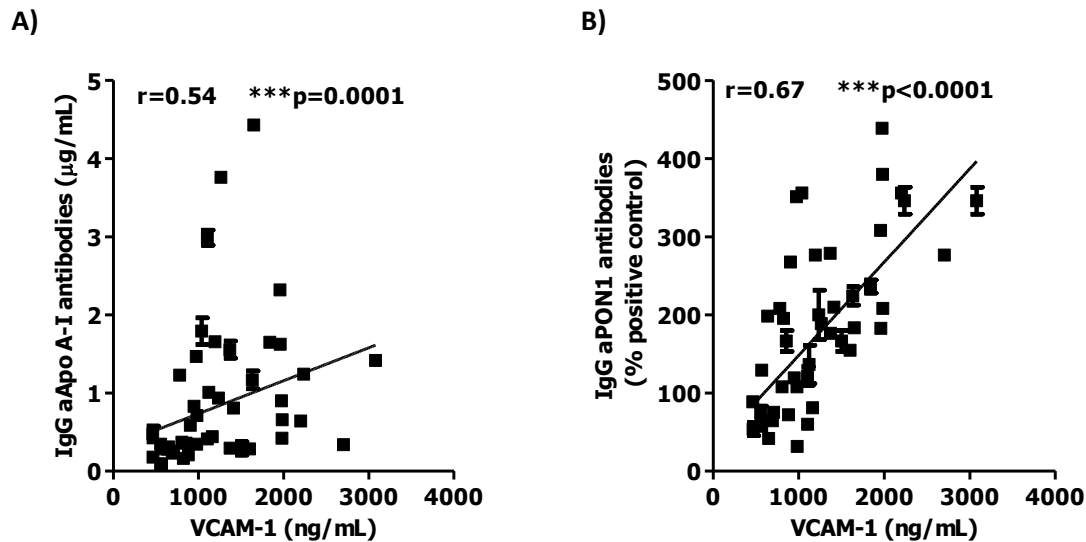 A)
B)
r=0.54 ***p=0.0001
IgG aApo A-I antibodies (μg/mL)
5
4
3
2
1
0
0 1000 2000 3000 4000
VCAM-1 (ng/mL)
r=0.67 ***p<0.0001
IgG aPON1 antibodies
(% positive control)
500
400
300
200
100
0
0 1000 2000 3000 4000
VCAM-1 (ng/mL)